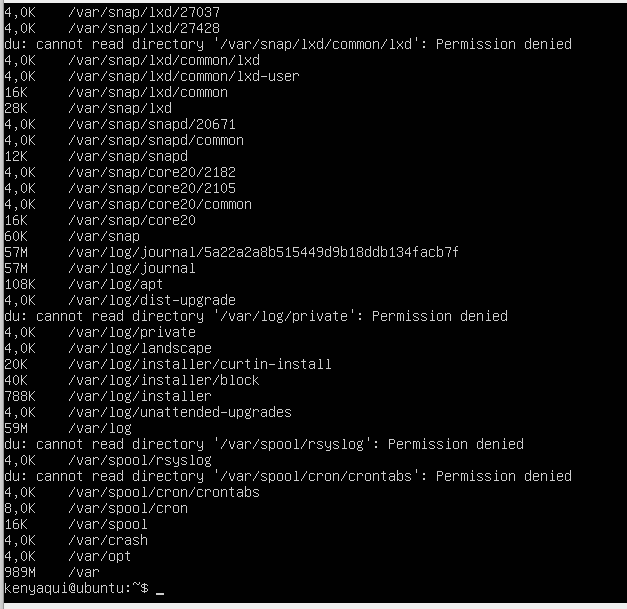 4,0K    /var/snap/lxd/27037
4,0K    /var/snap/lxd/27428
du: cannot read directory '/var/snap/lxd/common/lxd': Permission denied
4,0K    /var/snap/lxd/common/lxd
4,0K    /var/snap/lxd/common/lxd-user
16K     /var/snap/lxd/common
28K     /var/snap/lxd
4,0K    /var/snap/snapd/20671
4,0K    /var/snap/snapd/common
12K     /var/snap/snapd
4,0K    /var/snap/core20/2182
4,0K    /var/snap/core20/2105
4,0K    /var/snap/core20/common
16K     /var/snap/core20
60K     /var/snap
57M     /var/log/journal/5a22a2a8b515449d9b18ddb134facb7f
57M     /var/log/journal
108K    /var/log/apt
4,0K    /var/log/dist-upgrade
du: cannot read directory '/var/log/private': Permission denied
4,0K    /var/log/private
4,0K    /var/log/landscape
20K     /var/log/installer/curtin-install
40K     /var/log/installer/block
788K    /var/log/installer
4,0K    /var/log/unattended-upgrades
59M     /var/log
du: cannot read directory '/var/spool/rsyslog': Permission denied
4,0K    /var/spool/rsyslog
du: cannot read directory '/var/spool/cron/crontabs': Permission denied
4,0K    /var/spool/cron/crontabs
8,0K    /var/spool/cron
16K     /var/spool
4,0K    /var/crash
4,0K    /var/opt
989M    /var
kenyaqui@ubuntu:~$ _